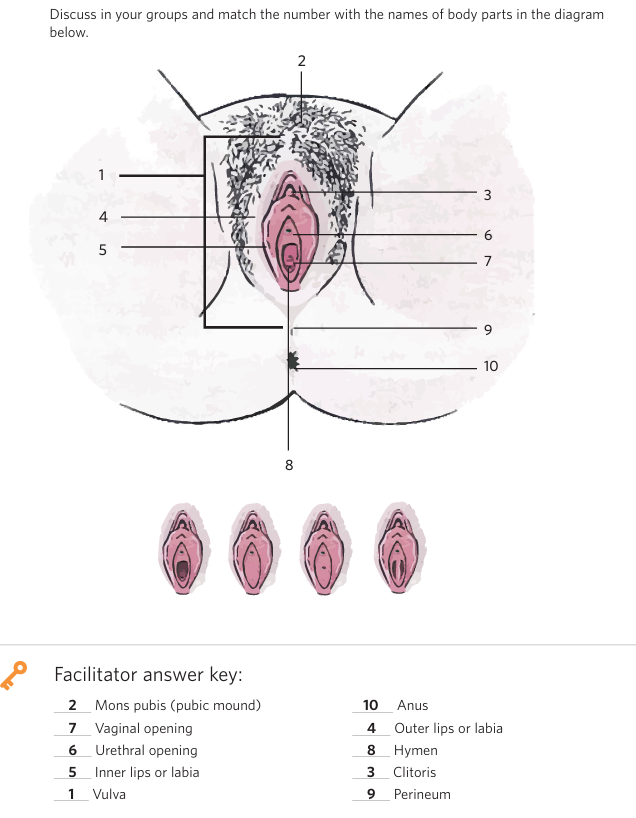 Discuss in your groups and match the number with the names of body parts in the diagram
below.
2
1
3
4
6
5
7
9
10
8
Facilitator answer key:
2 Mons pubis (pubic mound)
7 Vaginal opening
6 Urethral opening
5 Inner lips or labia
1 Vulva
10 Anus
4 Outer lips or labia
8 Hymen
3 Clitoris
9 Perineum